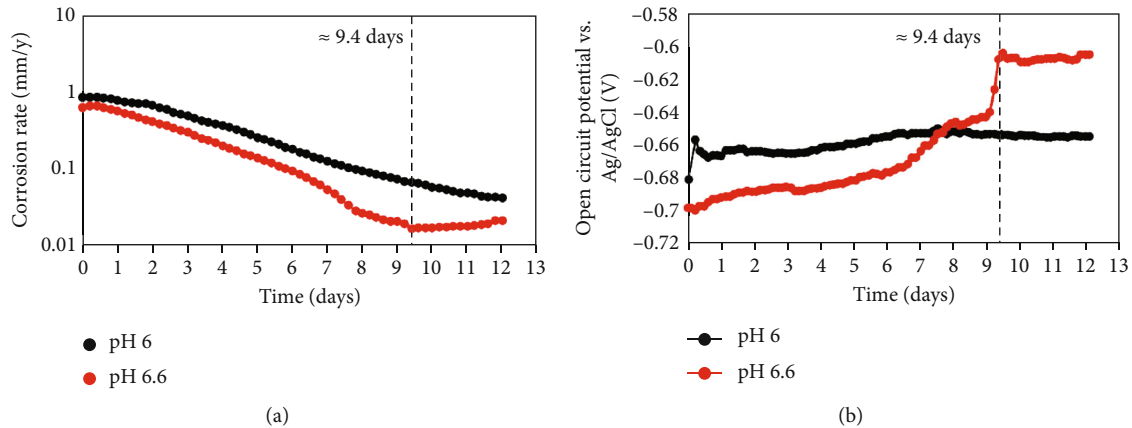 Corrosion rate (mm/y)
10
1
0.1
0.01
≈ 9.4 days
0 1 2 3 4 5 6 7 8 9 10 11 12 13
Time (days)
pH 6
pH 6.6
(a)
Open circuit potential vs.
Ag/AgCl (V)
–0.58
–0.6
–0.62
–0.64
–0.66
–0.68
–0.7
–0.72
≈ 9.4 days
0 1 2 3 4 5 6 7 8 9 10 11 12 13
Time (days)
pH 6
pH 6.6
(b)